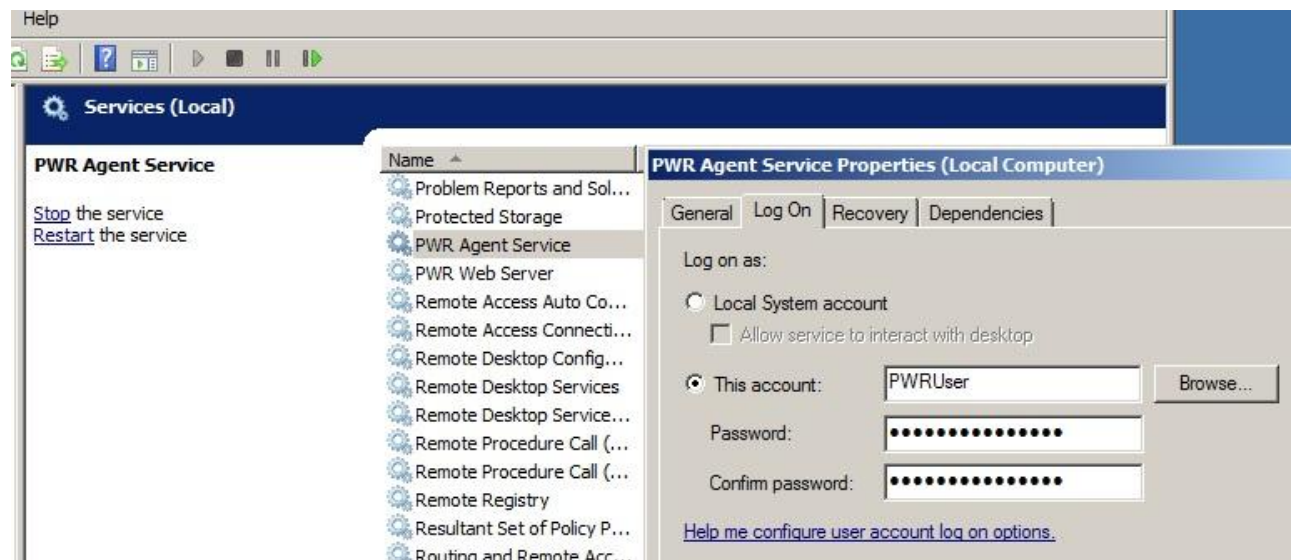 Help
Services (Local)
PWR Agent Service
Stop the service
Restart the service
Name
Problem Reports and Sol...
Protected Storage
PWR Agent Service
PWR Web Server
Remote Access Auto Co...
Remote Access Connecti...
Remote Desktop Config...
Remote Desktop Services
Remote Desktop Service...
Remote Procedure Call (...
Remote Procedure Call (...
Remote Registry
Resultant Set of Policy P...
Routing and Remote Acc...
PWR Agent Service Properties (Local Computer)
General Log On Recovery Dependencies
Log on as:
Local System account
Allow service to interact with desktop
This account: PWRUser Browse...
Password: •••••••••••••••
Confirm password: •••••••••••••••
Help me configure user account log on options.